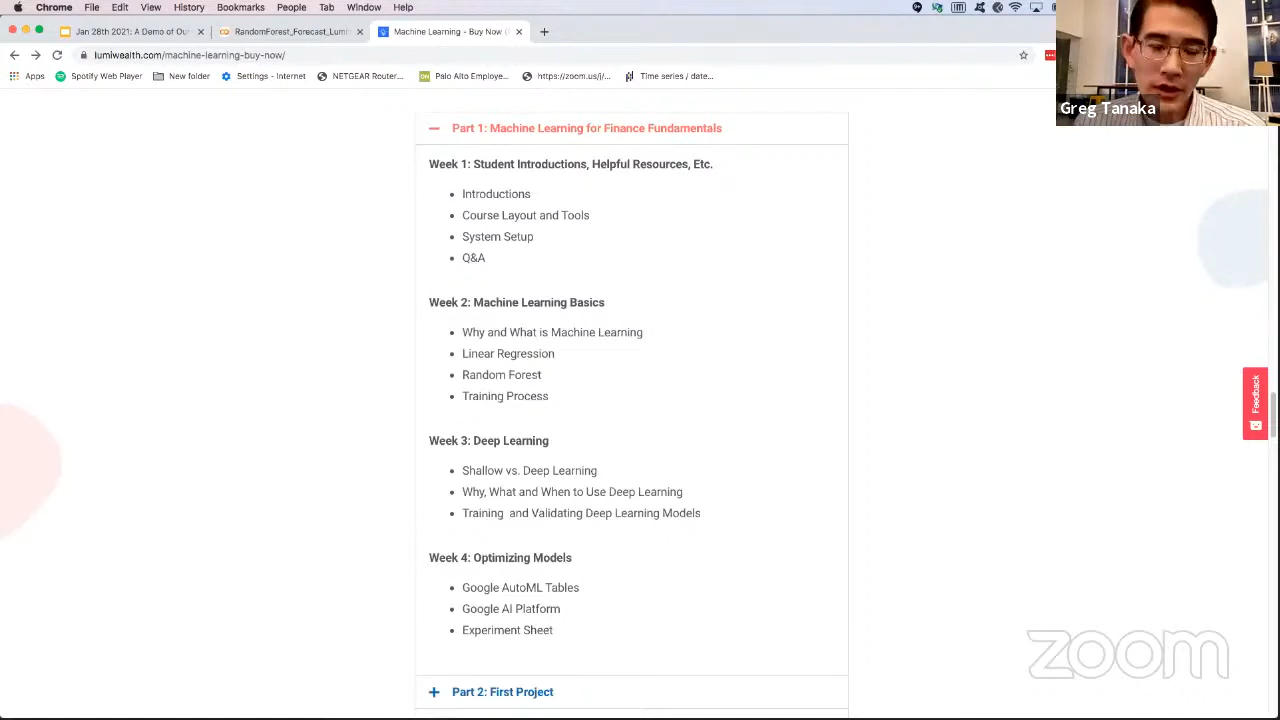 Chrome File Edit View History Bookmarks People Tab Window Help
Jan 28th 2021: A Demo of Our
RandomForest_Forecast_Lumi
Machine Learning - Buy Now (
lumiwealth.com/machine-learning-buy-now/
Apps Spotify Web Player New folder Settings - Internet NETGEAR Router... Palo Alto Employe... https://zoom.us/j/... Time series / date...
Greg Tanaka
Part 1: Machine Learning for Finance Fundamentals
Week 1: Student Introductions, Helpful Resources, Etc.
Introductions
Course Layout and Tools
System Setup
Q&A
Week 2: Machine Learning Basics
Why and What is Machine Learning
Linear Regression
Random Forest
Training Process
Week 3: Deep Learning
Shallow vs. Deep Learning
Why, What and When to Use Deep Learning
Training and Validating Deep Learning Models
Week 4: Optimizing Models
Google AutoML Tables
Google AI Platform
Experiment Sheet
Part 2: First Project
Feedback
zoom